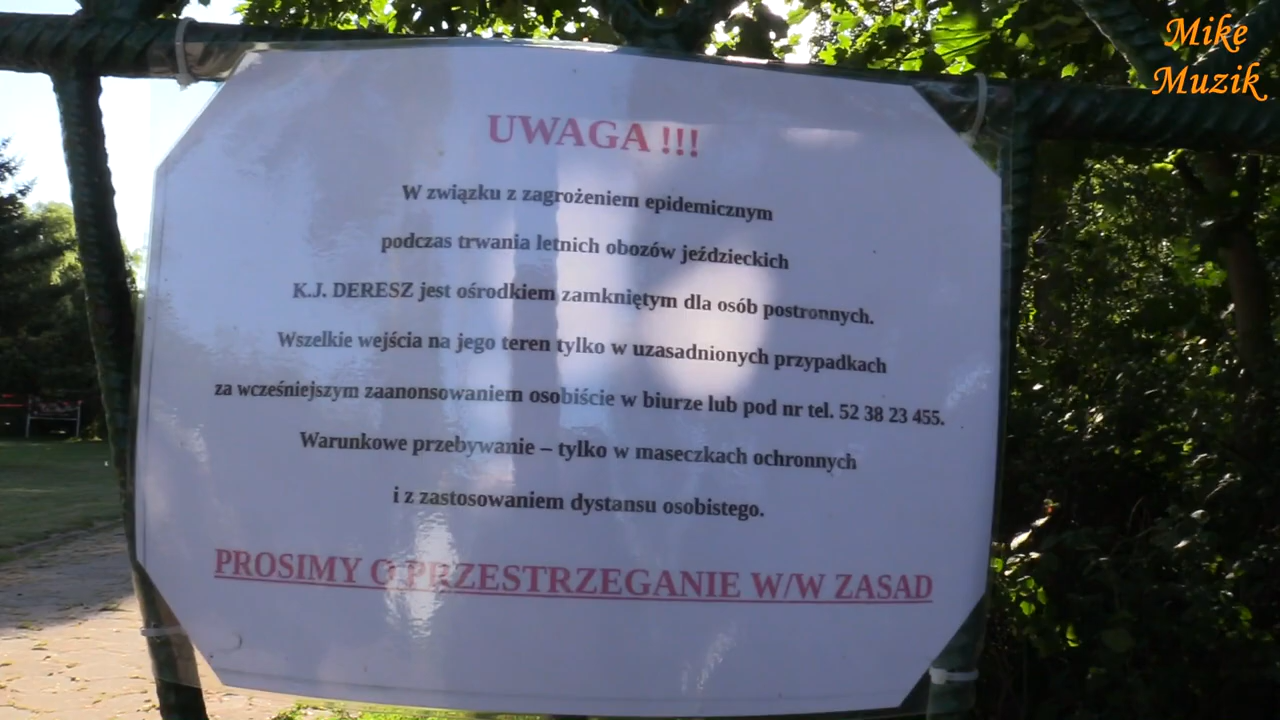 Mike
Muzik
UWAGA !!!
W związku z zagrożeniem epidemicznym
podczas trwania letnich obozów jeździeckich
K.J. DERESZ jest ośrodkiem zamkniętym dla osób postronnych.
Wszelkie wejścia na jego teren tylko w uzasadnionych przypadkach
za wcześniejszym zaanonsowaniem osobiście w biurze lub pod nr tel. 52 38 23 455.
Warunkowe przebywanie – tylko w maseczkach ochronnych
i z zastosowaniem dystansu osobistego.
PROSIMY O PRZESTRZEGANIE W/W ZASAD